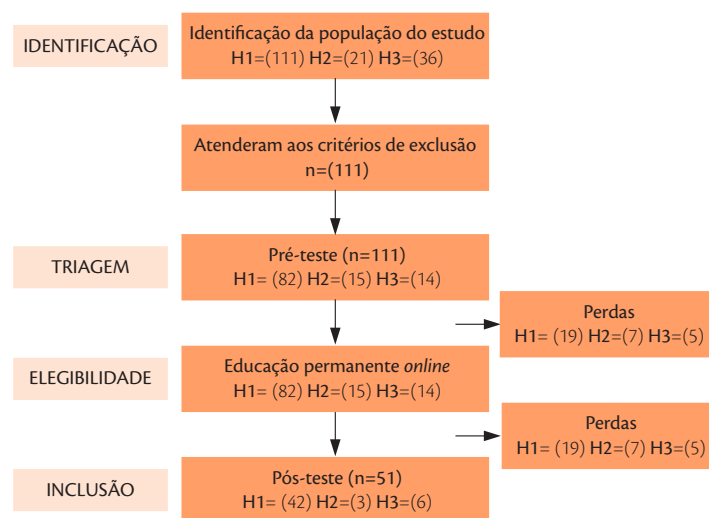 IDENTIFICAÇÃO
Identificação da população do estudo
H1=(111) H2=(21) H3=(36)
Atenderam aos critérios de exclusão
n=(111)
TRIAGEM
Pré-teste (n=111)
H1= (82) H2=(15) H3=(14)
Perdas
H1= (19) H2=(7) H3=(5)
ELEGIBILIDADE
Educação permanente online
H1= (82) H2=(15) H3=(14)
Perdas
H1= (19) H2=(7) H3=(5)
INCLUSÃO
Pós-teste (n=51)
H1= (42) H2=(3) H3=(6)